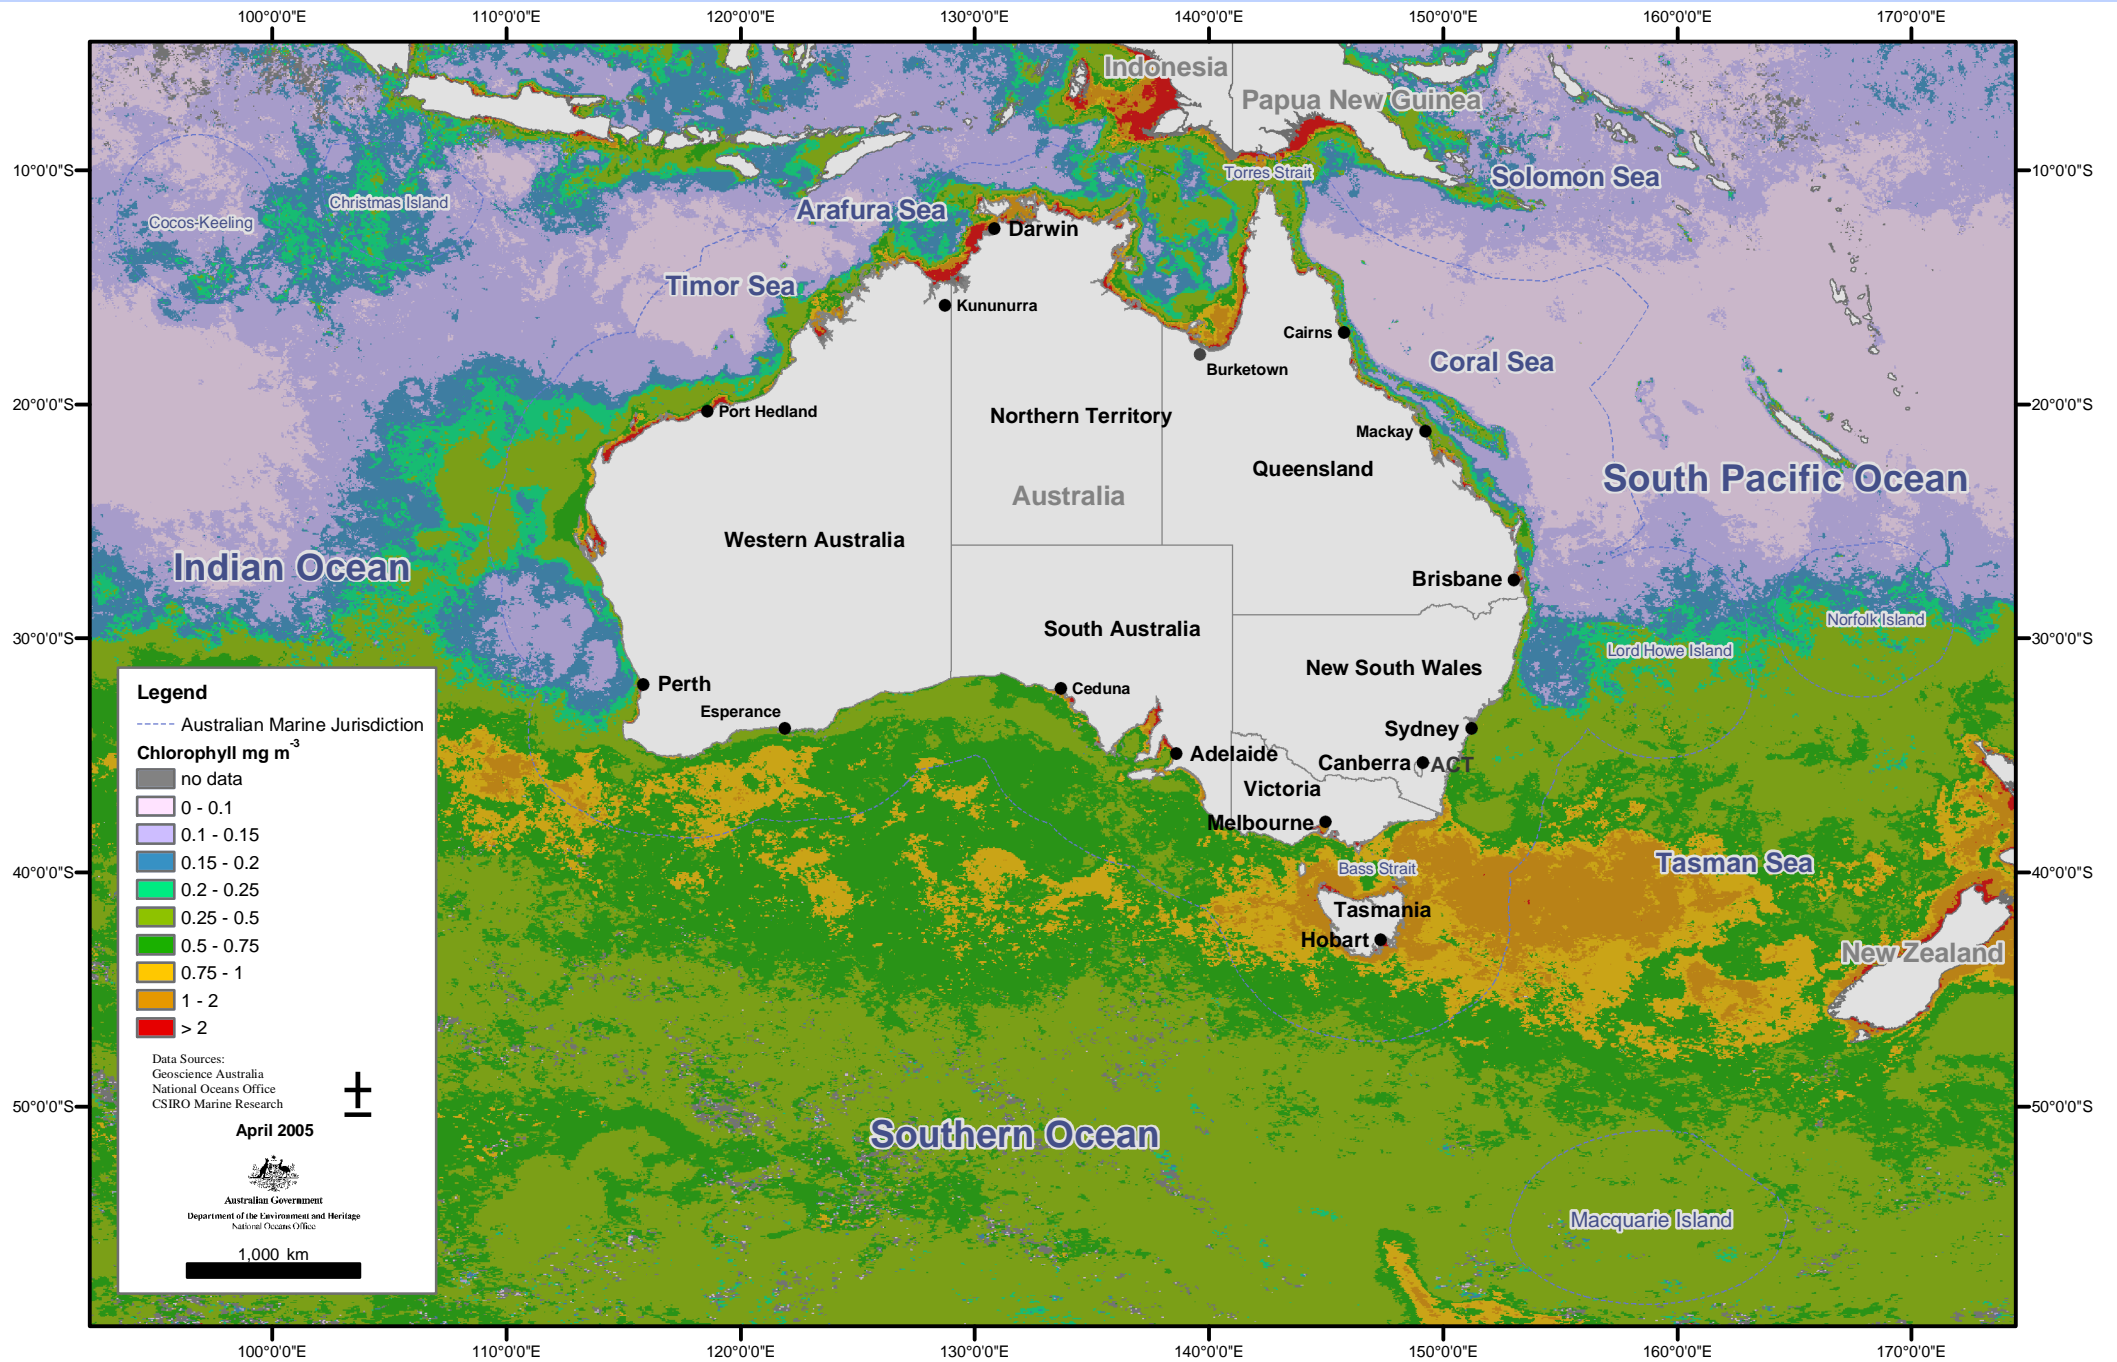 100°0'0"E 110°0'0"E 120°0'0"E 130°0'0"E 140°0'0"E 150°0'0"E 160°0'0"E 170°0'0"E
Indonesia
Papua New Guinea
10°0'0"S 10°0'0"S
Torres Strait
Solomon Sea
Christmas Island
Cocos-Keeling
Arafura Sea
Darwin
Timor Sea
Kununurra
Cairns
Coral Sea
Burketown
20°0'0"S 20°0'0"S
Port Hedland
Northern Territory
Mackay
Queensland
South Pacific Ocean
Australia
Western Australia
Indian Ocean
Brisbane
Norfolk Island
South Australia
30°0'0"S 30°0'0"S
Lord Howe Island
New South Wales
Perth
Ceduna
Esperance
Sydney
Adelaide
Canberra ACT
Victoria
Melbourne
Bass Strait
Tasman Sea
40°0'0"S 40°0'0"S
Tasmania
Hobart
New Zealand
50°0'0"S 50°0'0"S
Southern Ocean
Macquarie Island
Legend
Australian Marine Jurisdiction
Chlorophyll mg m-3
no data
0 - 0.1
0.1 - 0.15
0.15 - 0.2
0.2 - 0.25
0.25 - 0.5
0.5 - 0.75
0.75 - 1
1 - 2
> 2
Data Sources:
Geoscience Australia
National Oceans Office
CSIRO Marine Research
April 2005
Australian Government
Department of the Environment and Heritage
National Oceans Office
1,000 km
100°0'0"E 110°0'0"E 120°0'0"E 130°0'0"E 140°0'0"E 150°0'0"E 160°0'0"E 170°0'0"E